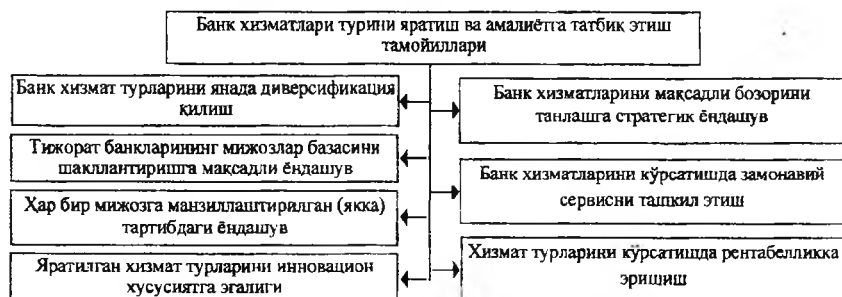 Банк хизматлари турини яратиш ва амалиётга татбиқ этиш
тамойиллари
Банк хизмат турларини янада диверсификация
қилиш
Тижорат банкларининг мижозлар базасини
шакллантиришга мақсадли ёндашув
Ҳар бир мижозга манзиллаштирилган (якка)
тартибдаги ёндашув
Яратилган хизмат турларини инновацион
хусусиятга эгалиги
Банк хизматларини мақсадли бозорини
танлашга стратегик ёндашув
Банк хизматларини кўрсатишда замонавий
сервисни ташкил этиш
Хизмат турларини кўрсатишда рентабелликка
эришиш